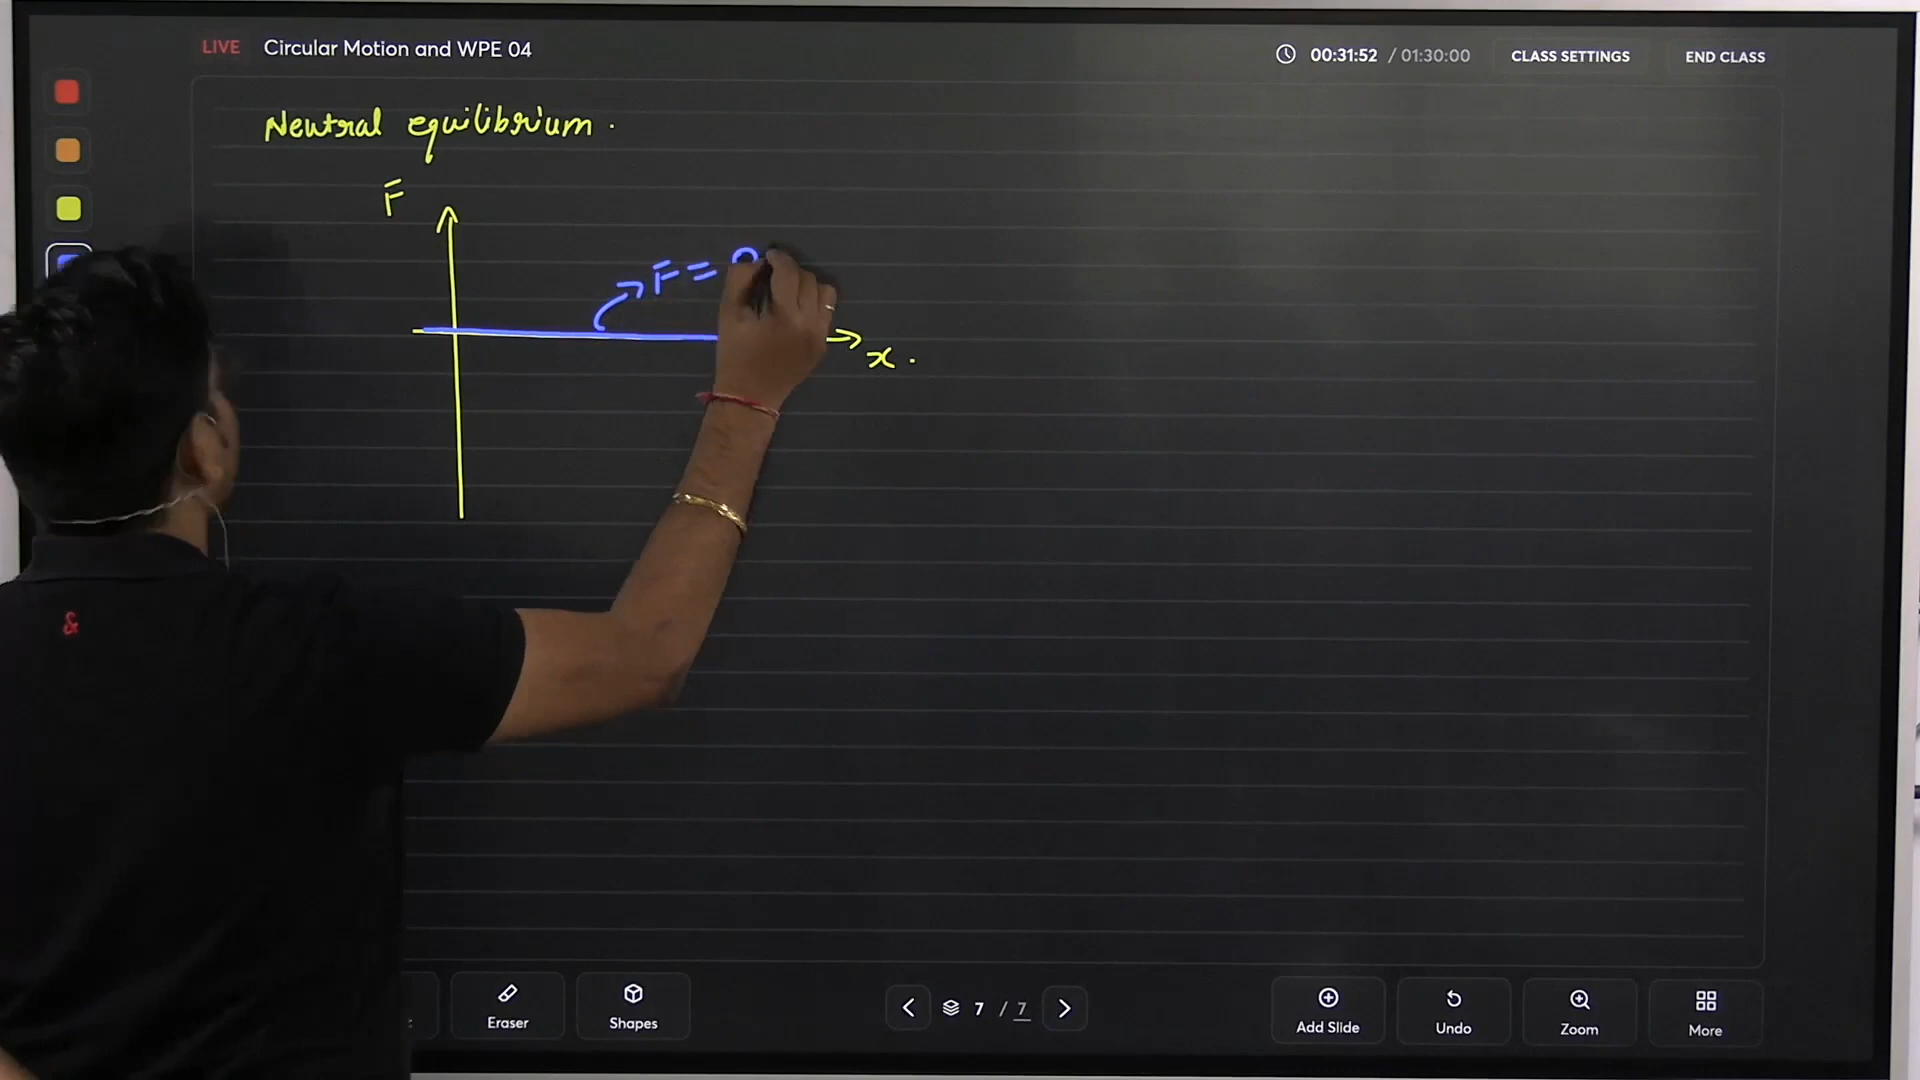 LIVE Circular Motion and WPE 04
00:31:52 / 01:30:00 CLASS SETTINGS END CLASS
Neutral equilibrium.
F
F = 0
x.
&
Eraser
Shapes
7 / 7
Add Slide
Undo
Zoom
More